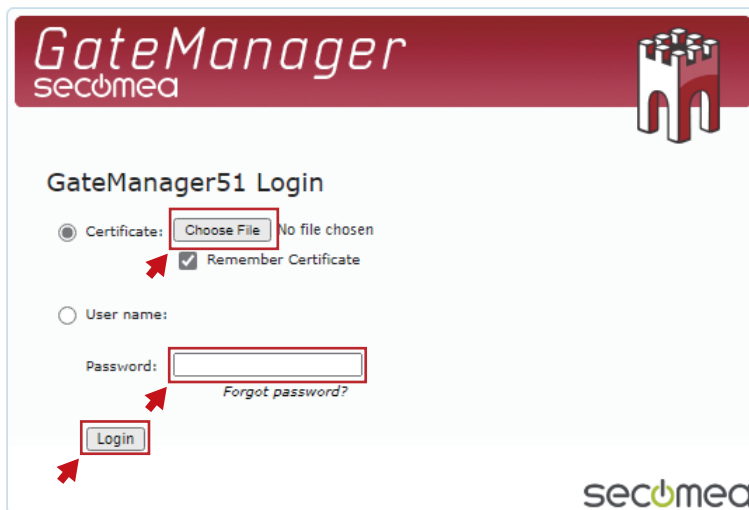 GateManager
secomea
GateManager51 Login
Certificate: Choose File No file chosen
Remember Certificate
User name:
Password:
Forgot password?
Login
secomea